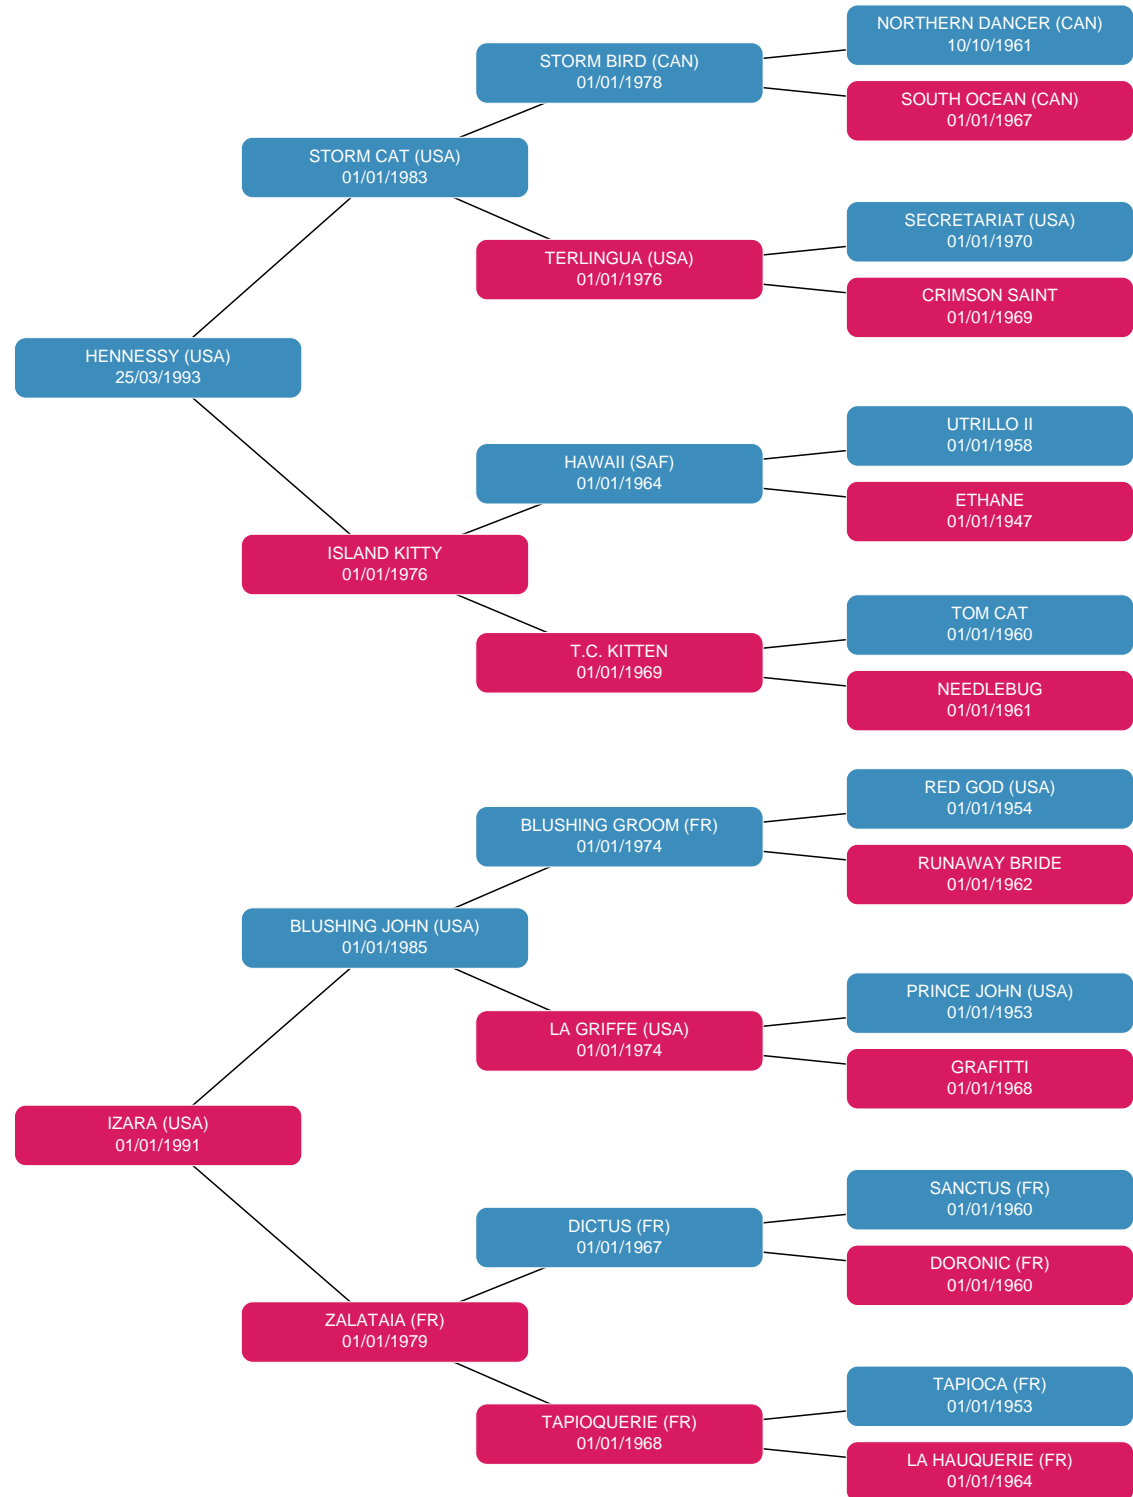 NORTHERN DANCER (CAN)
10/10/1961
STORM BIRD (CAN)
01/01/1978
SOUTH OCEAN (CAN)
01/01/1967
STORM CAT (USA)
01/01/1983
SECRETARIAT (USA)
01/01/1970
TERLINGUA (USA)
01/01/1976
CRIMSON SAINT
01/01/1969
HENNESSY (USA)
25/03/1993
UTRILLO II
01/01/1958
HAWAII (SAF)
01/01/1964
ETHANE
01/01/1947
ISLAND KITTY
01/01/1976
TOM CAT
01/01/1960
T.C. KITTEN
01/01/1969
NEEDLEBUG
01/01/1961
RED GOD (USA)
01/01/1954
BLUSHING GROOM (FR)
01/01/1974
RUNAWAY BRIDE
01/01/1962
BLUSHING JOHN (USA)
01/01/1985
PRINCE JOHN (USA)
01/01/1953
LA GRIFFE (USA)
01/01/1974
GRAFITTI
01/01/1968
IZARA (USA)
01/01/1991
SANCTUS (FR)
01/01/1960
DICTUS (FR)
01/01/1967
DORONIC (FR)
01/01/1960
ZALATAIA (FR)
01/01/1979
TAPIOCA (FR)
01/01/1953
TAPIOQUERIE (FR)
01/01/1968
LA HAUQUERIE (FR)
01/01/1964